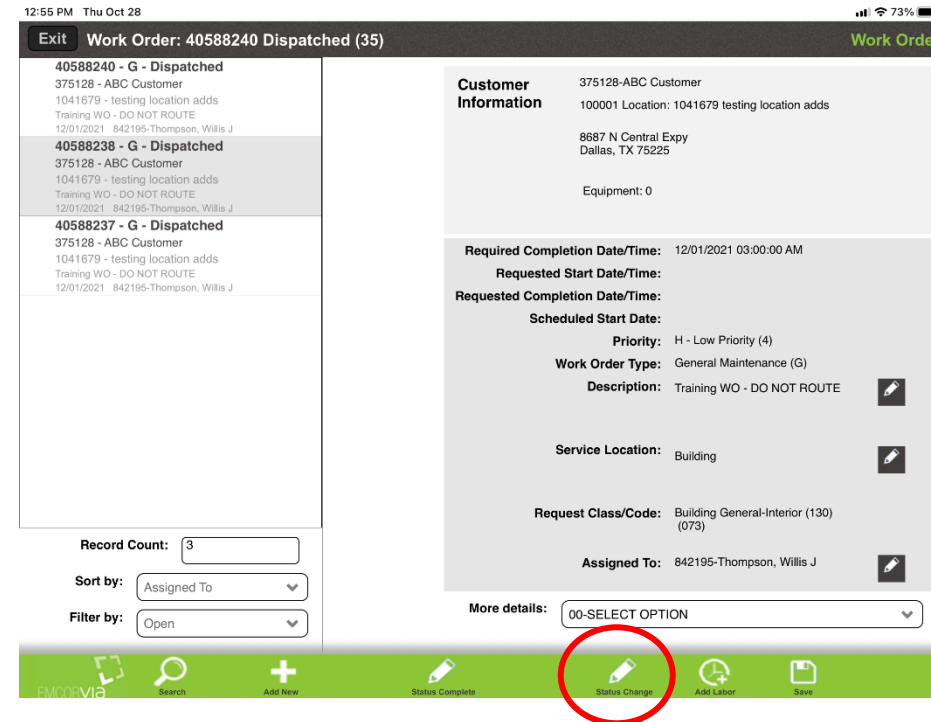 12:55 PM Thu Oct 28
73%
Exit Work Order: 40588240 Dispatched (35)
Work Orde
40588240 - G - Dispatched
375128 - ABC Customer
1041679 - testing location adds
Training WO - DO NOT ROUTE
12/01/2021 842195-Thompson, Willis J
40588238 - G - Dispatched
375128 - ABC Customer
1041679 - testing location adds
Training WO - DO NOT ROUTE
12/01/2021 842195-Thompson, Willis J
40588237 - G - Dispatched
375128 - ABC Customer
1041679 - testing location adds
Training WO - DO NOT ROUTE
12/01/2021 842195-Thompson, Willis J
Record Count: 3
Sort by: Assigned To
Filter by: Open
Customer Information
375128-ABC Customer
100001 Location: 1041679 testing location adds
8687 N Central Expy
Dallas, TX 75225
Equipment: 0
Required Completion Date/Time: 12/01/2021 03:00:00 AM
Requested Start Date/Time:
Requested Completion Date/Time:
Scheduled Start Date:
Priority: H - Low Priority (4)
Work Order Type: General Maintenance (G)
Description: Training WO - DO NOT ROUTE
Service Location: Building
Request Class/Code: Building General-Interior (130)
(073)
Assigned To: 842195-Thompson, Willis J
More details: 00-SELECT OPTION
EMCORVIA
Search
Add New
Status Complete
Status Change
Add Labor
Save